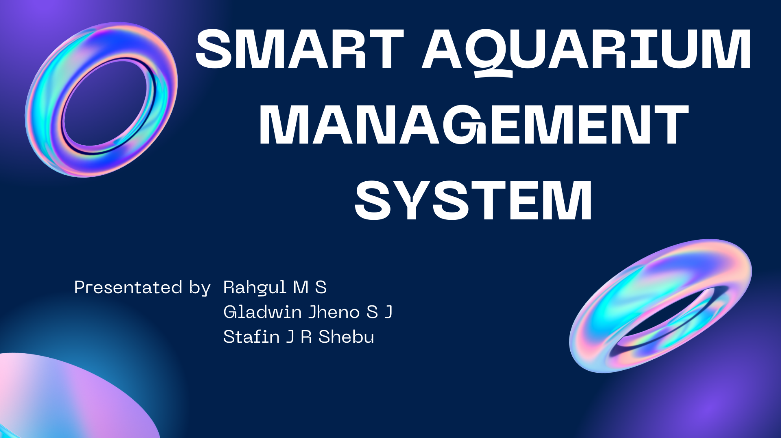 SMART AQUARIUM
MANAGEMENT
SYSTEM
Presentated by Rahgul M S
Gladwin Jheno S J
Stafin J R Shebu